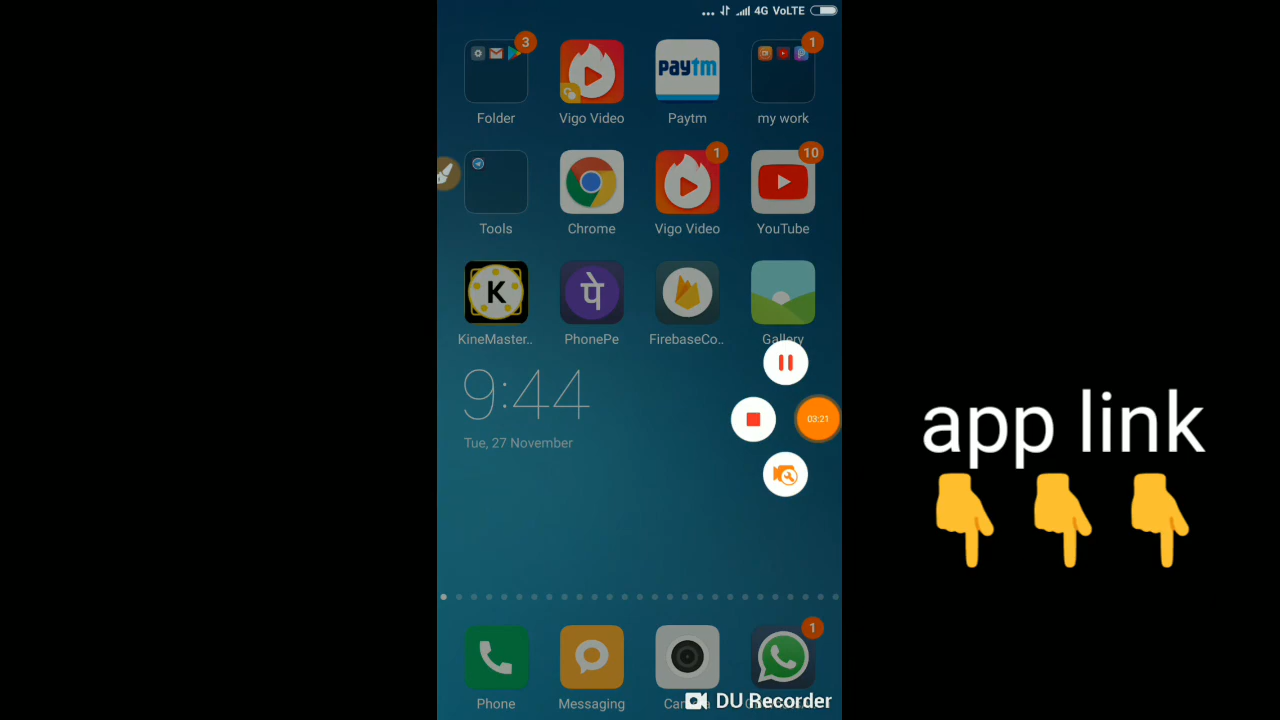 4G VoLTE
3
1
paytm
Folder
Vigo Video
Paytm
my work
1
10
Tools
Chrome
Vigo Video
YouTube
K
पे
KineMaster..
PhonePe
FirebaseCo..
Gallery
9:44
Tue, 27 November
03:21
app link
1
Phone
Messaging
DU Recorder